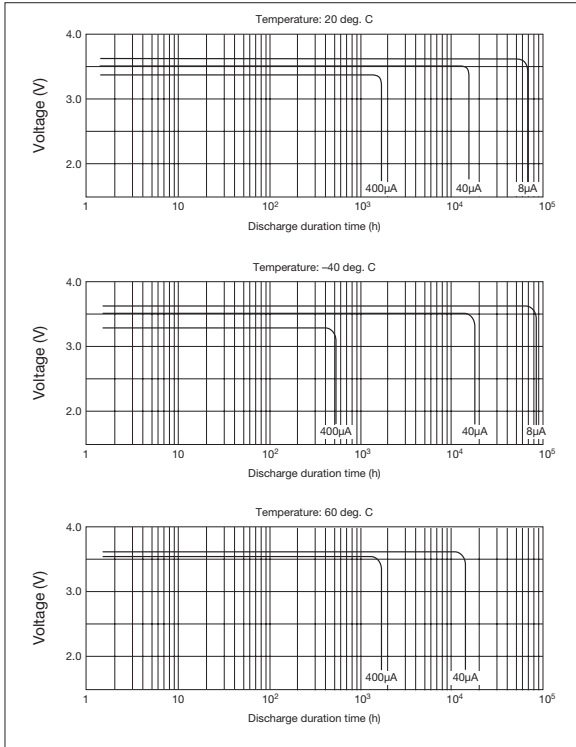 Temperature: 20 deg. C
4.0
3.0
2.0
Voltage (V)
400μA
40μA
8μA
1
10
10²
10³
10⁴
10⁵
Discharge duration time (h)
Temperature: –40 deg. C
4.0
3.0
2.0
Voltage (V)
400μA
40μA
8μA
1
10
10²
10³
10⁴
10⁵
Discharge duration time (h)
Temperature: 60 deg. C
4.0
3.0
2.0
Voltage (V)
400μA
40μA
1
10
10²
10³
10⁴
10⁵
Discharge duration time (h)